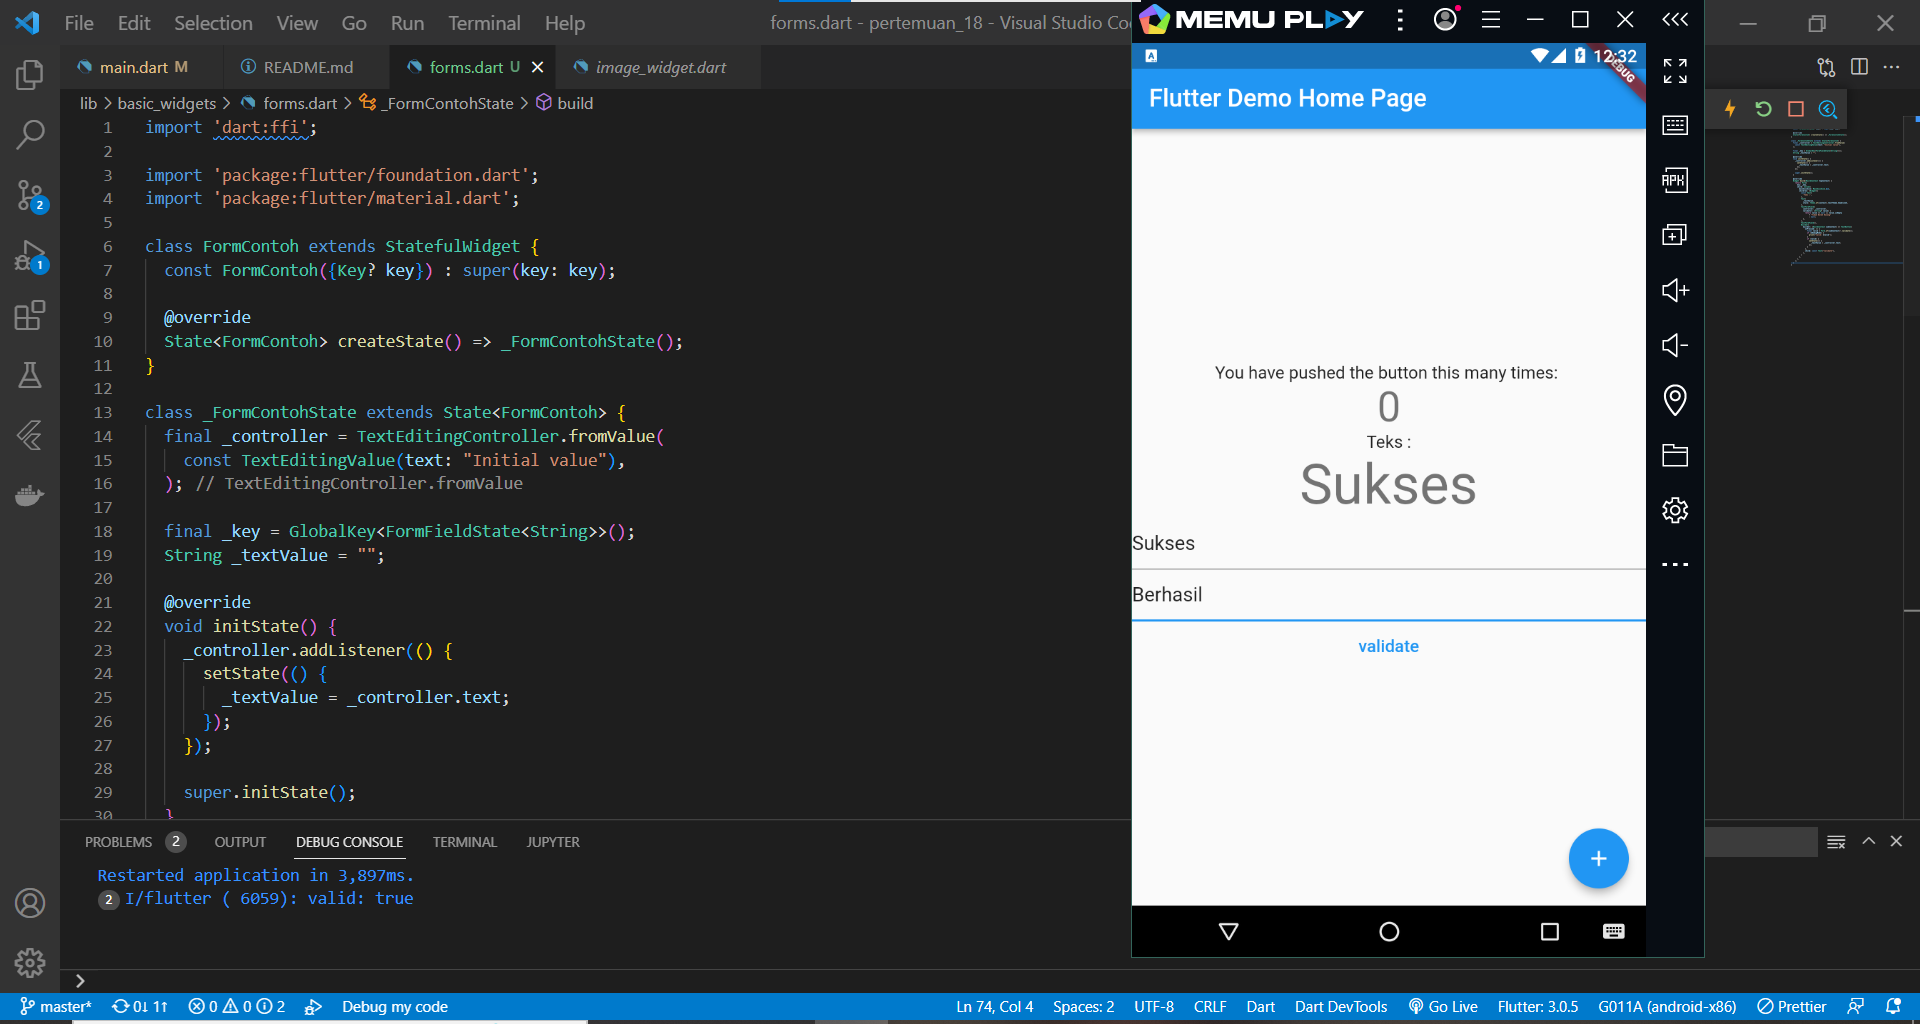 File Edit Selection View Go Run Terminal Help
forms.dart - pertemuan_18 - Visual Studio Co
main.dart M
README.md
forms.dart U
image_widget.dart
lib > basic_widgets > forms.dart > _FormContohState > build
1 import 'dart:ffi';
2
3 import 'package:flutter/foundation.dart';
4 import 'package:flutter/material.dart';
5
6 class FormContoh extends StatefulWidget {
7 const FormContoh({Key? key}) : super(key: key);
8
9 @override
10 State<FormContoh> createState() => _FormContohState();
11 }
12
13 class _FormContohState extends State<FormContoh> {
14 final _controller = TextEditingController.fromValue(
15 const TextEditingValue(text: "Initial value"),
16 ); // TextEditingController.fromValue
17
18 final _key = GlobalKey<FormFieldState<String>>();
19 String _textValue = "";
20
21 @override
22 void initState() {
23 _controller.addListener(() {
24 setState(() {
25 _textValue = _controller.text;
26 });
27 });
28
29 super.initState();
30 }
PROBLEMS 2 OUTPUT DEBUG CONSOLE TERMINAL JUPYTER
Restarted application in 3,897ms.
2 I/flutter ( 6059): valid: true
MEMU PLAY
12:32
DEBUG
Flutter Demo Home Page
You have pushed the button this many times:
0
Teks :
Sukses
Sukses
Berhasil
validate
+
APK
2
1
master* 0↓ 1↑ 0 0 2 Debug my code
Ln 74, Col 4 Spaces: 2 UTF-8 CRLF Dart Dart DevTools Go Live Flutter: 3.0.5 G011A (android-x86) Prettier